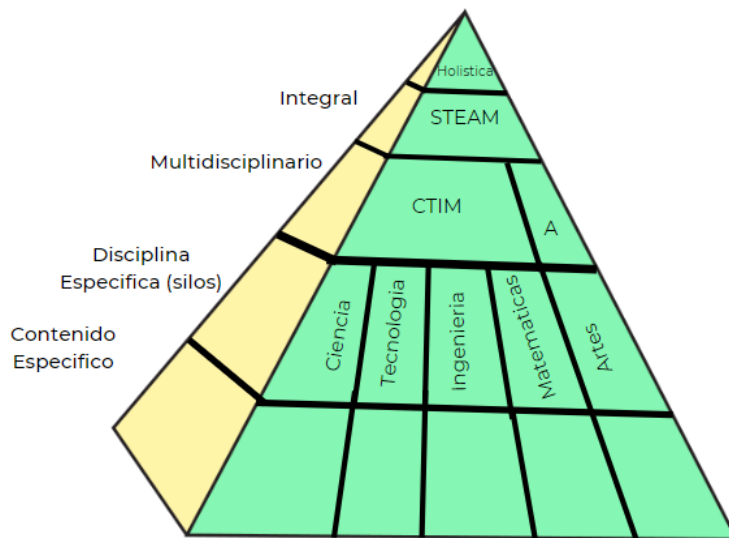 Holistica
Integral
STEAM
Multidisciplinario
CTIM
A
Disciplina
Especifica (silos)
Ciencia
Tecnologia
Ingenieria
Matematicas
Artes
Contenido
Especifico